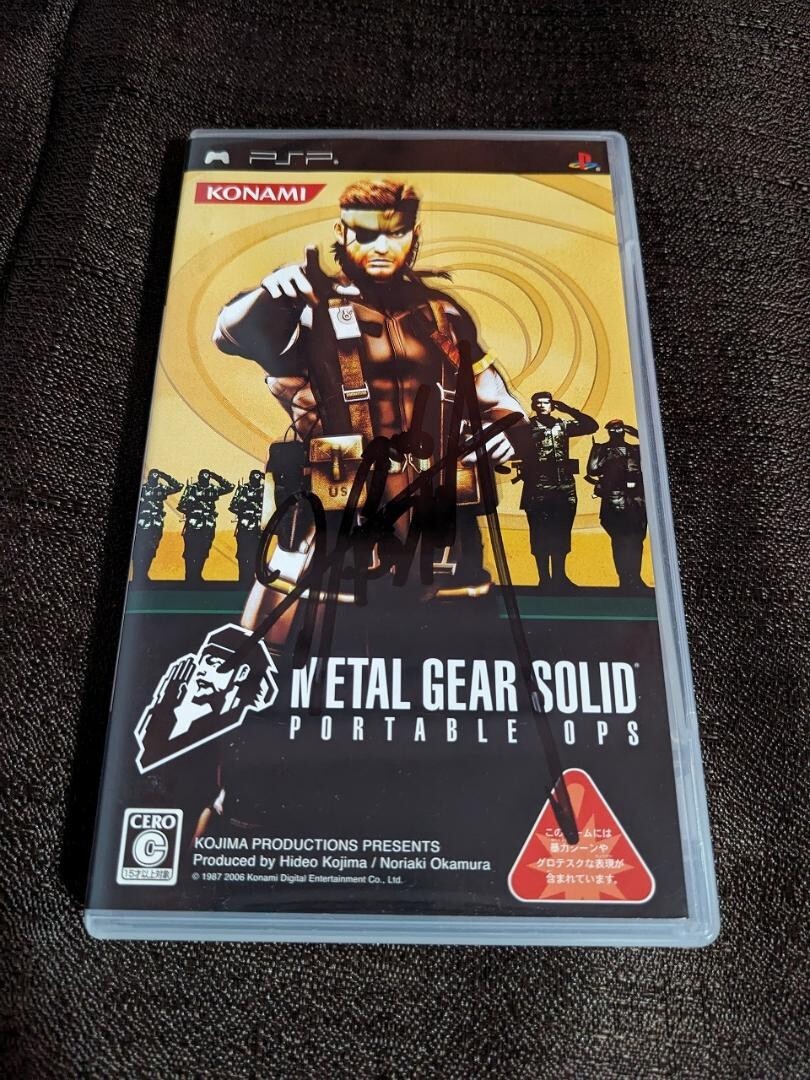 PSP
KONAMI
US
METAL GEAR SOLID
PORTABLE OPS
CERO
C
15才以上対象
KOJIMA PRODUCTIONS PRESENTS
Produced by Hideo Kojima / Noriaki Okamura
© 1987 2006 Konami Digital Entertainment Co., Ltd.
このゲームには
暴力シーンや
グロテスクな表現が
含まれています。